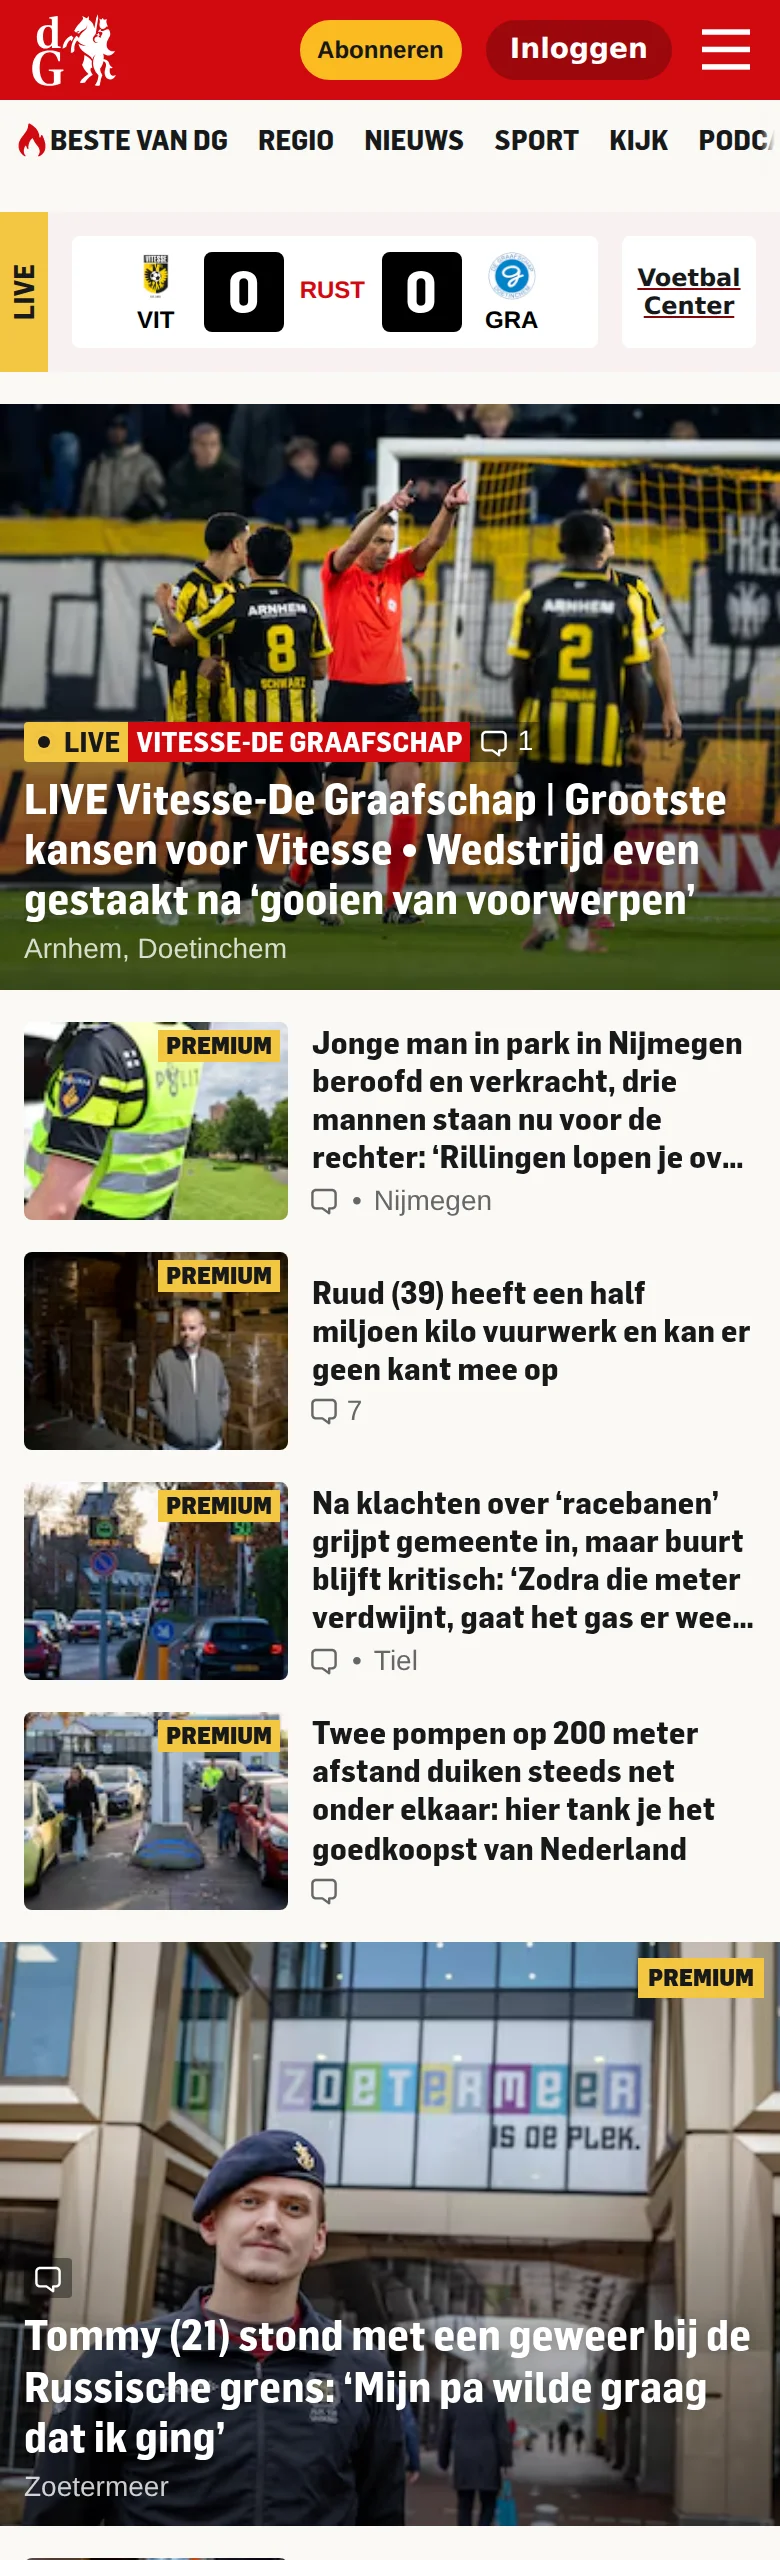 dG
Abonneren
Inloggen
BESTE VAN DG REGIO NIEUWS SPORT KIJK PODCA
LIVE
VITESSE
VIT
0
RUST
0
DE GRAAFSCHAP
DOETINCHEM
GRA
Voetbal
Center
ARNHEM
8
SCHWARZ
ARNHEM
2
LIVE VITESSE-DE GRAAFSCHAP 1
LIVE Vitesse-De Graafschap | Grootste
kansen voor Vitesse • Wedstrijd even
gestaakt na ‘gooien van voorwerpen’
Arnhem, Doetinchem
PREMIUM
Jonge man in park in Nijmegen
beroofd en verkracht, drie
mannen staan nu voor de
rechter: ‘Rillingen lopen je ov...
• Nijmegen
PREMIUM
Ruud (39) heeft een half
miljoen kilo vuurwerk en kan er
geen kant mee op
7
PREMIUM
Na klachten over ‘racebanen’
grijpt gemeente in, maar buurt
blijft kritisch: ‘Zodra die meter
verdwijnt, gaat het gas er wee...
• Tiel
PREMIUM
Twee pompen op 200 meter
afstand duiken steeds net
onder elkaar: hier tank je het
goedkoopst van Nederland
PREMIUM
ZOETERMEER
IS DE PLEK.
Tommy (21) stond met een geweer bij de
Russische grens: ‘Mijn pa wilde graag
dat ik ging’
Zoetermeer